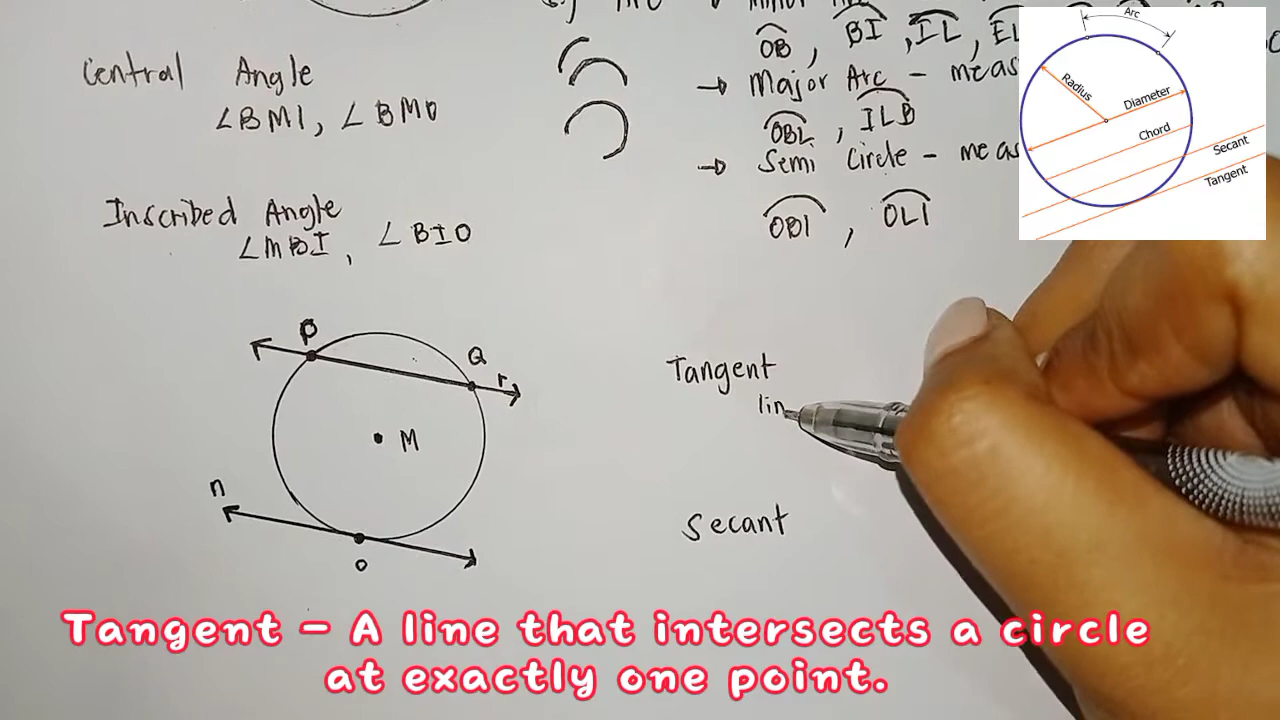 Central Angle
∠BMI, ∠BMO
Inscribed Angle
∠MBI, ∠BIO
OB, BI, IL, EL
→ Major Arc - meas
OBL, ILB
→ Semi Circle - meas
OBI, OLI
Arc
Radius
Diameter
Chord
Secant
Tangent
P
Q
r
M
n
O
Tangent
lin
Secant
Tangent - A line that intersects a circle
at exactly one point.